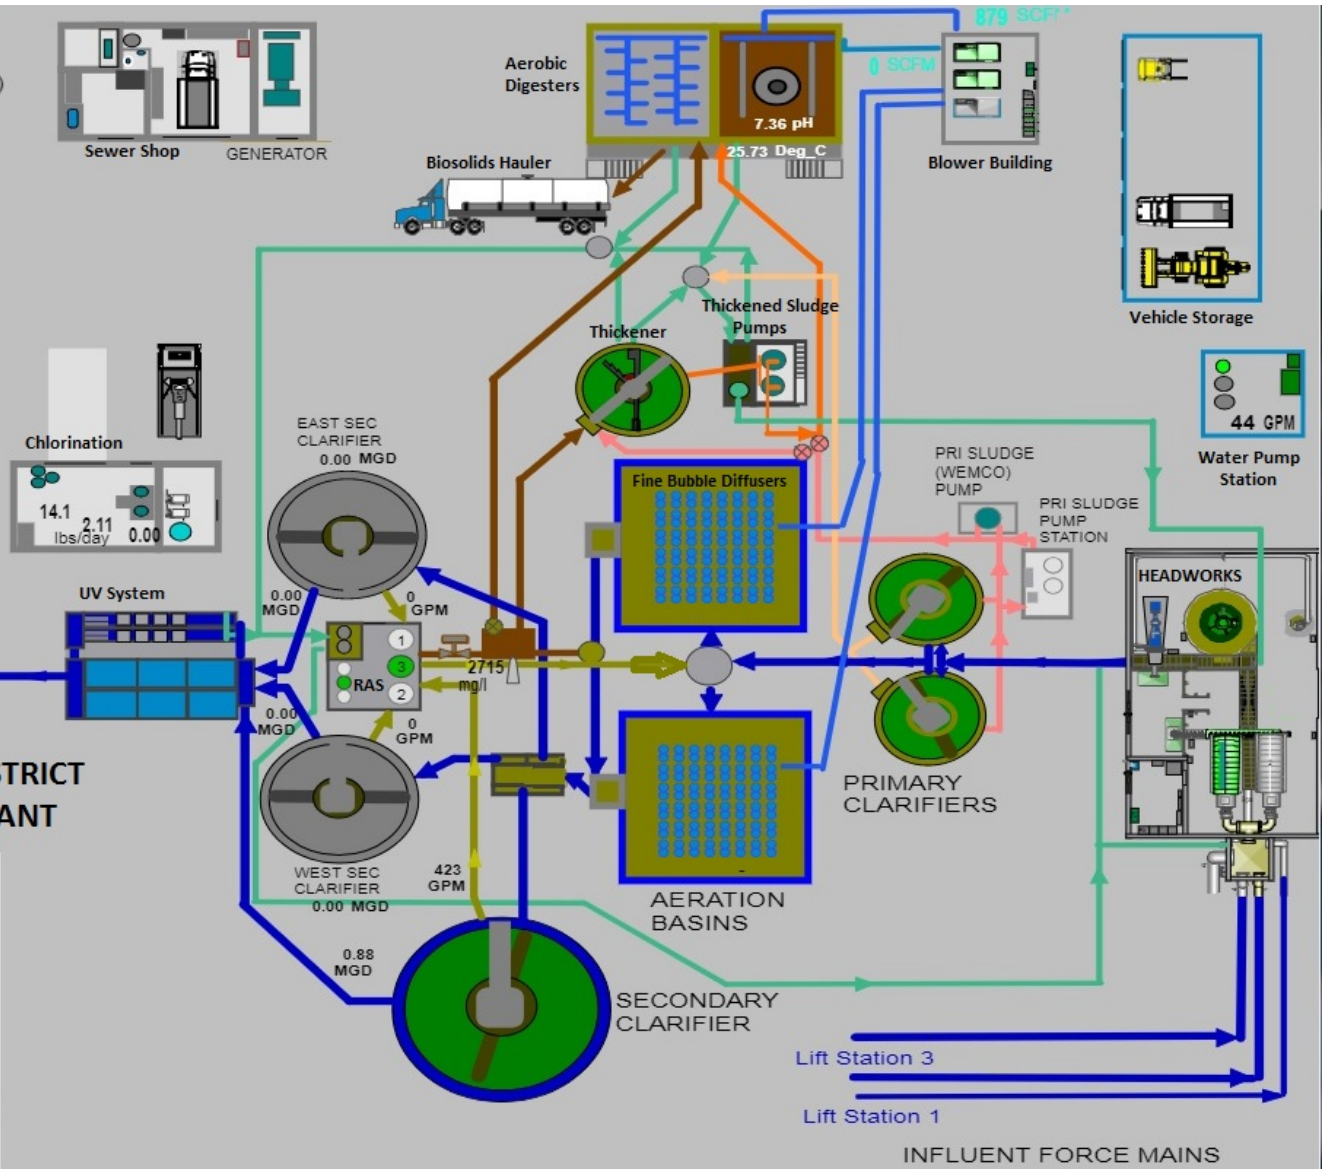 879 SCF
Aerobic
Digesters
0 SCFM
7.36 pH
25.73 Deg_C
Sewer Shop
GENERATOR
Biosolids Hauler
Blower Building
Vehicle Storage
Thickened Sludge
Pumps
Thickener
44 GPM
Water Pump
Station
Chlorination
14.1
2.11
lbs/day
0.00
EAST SEC
CLARIFIER
0.00 MGD
Fine Bubble Diffusers
PRI SLUDGE
(WEMCO)
PUMP
PRI SLUDGE
PUMP
STATION
HEADWORKS
UV System
0.00
MGD
0
GPM
1
3
2
RAS
2715
mg/l
0.00
MGD
0
GPM
STRICT
ANT
PRIMARY
CLARIFIERS
WEST SEC
CLARIFIER
0.00 MGD
423
GPM
AERATION
BASINS
0.88
MGD
SECONDARY
CLARIFIER
Lift Station 3
Lift Station 1
INFLUENT FORCE MAINS